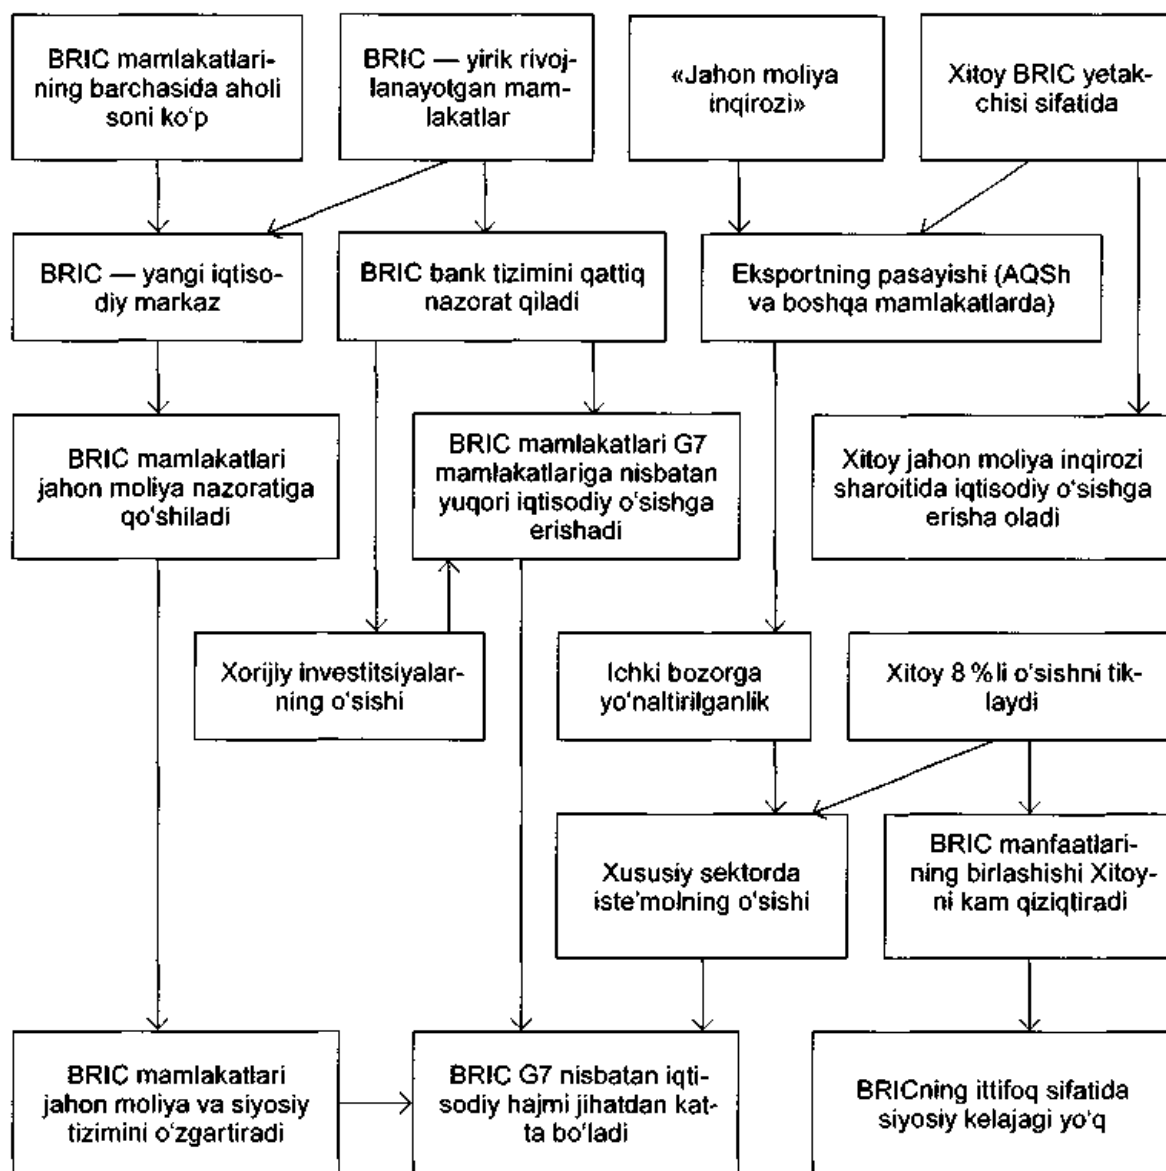 BRIC mamlakatlari-
ning barchasida aholi
soni ko‘p
BRIC — yirik rivoj-
lanayotgan mam-
lakatlar
«Jahon moliya
inqirozi»
Xitoy BRIC yetak-
chisi sifatida
BRIC — yangi iqtiso-
diy markaz
BRIC bank tizimini qattiq
nazorat qiladi
Eksportning pasayishi (AQSh
va boshqa mamlakatlarda)
BRIC mamlakatlari
jahon moliya nazoratiga
qo‘shiladi
BRIC mamlakatlari G7
mamlakatlariga nisbatan
yuqori iqtisodiy o‘sishga
erishadi
Xitoy jahon moliya inqirozi
sharoitida iqtisodiy o‘sishga
erisha oladi
Xorijiy investitsiyalar-
ning o‘sishi
Ichki bozorga
yo‘naltirilganlik
Xitoy 8 %li o‘sishni tik-
laydi
Xususiy sektorda
iste’molning o‘sishi
BRIC manfaatlari-
ning birlashishi Xitoy-
ni kam qiziqtiradi
BRIC mamlakatlari
jahon moliya va siyosiy
tizimini o‘zgartiradi
BRIC G7 nisbatan iqti-
sodiy hajmi jihatdan kat-
ta bo‘ladi
BRICning ittifoq sifatida
siyosiy kelajagi yo‘q